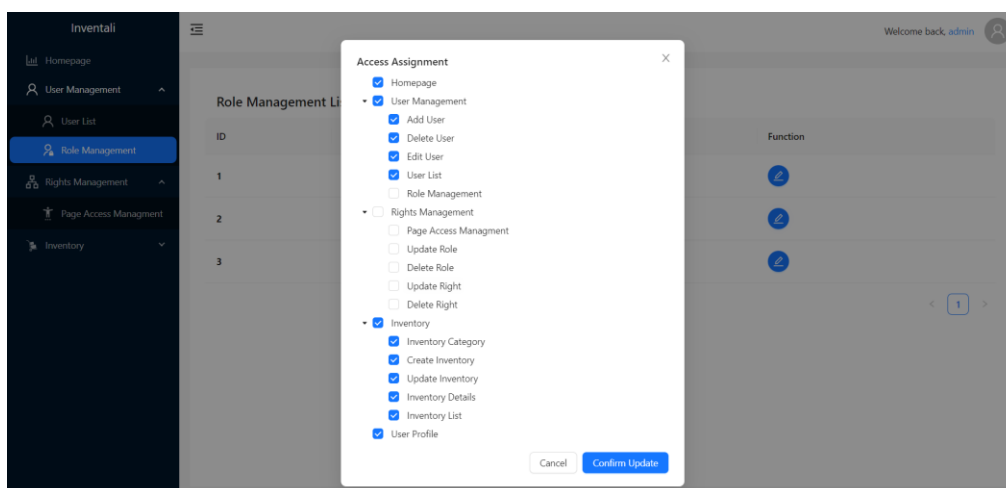 Inventali
Welcome back, admin
Homepage
User Management
User List
Role Management
Rights Management
Page Access Managment
Inventory
Role Management Li
ID
Function
1
2
3
1
Access Assignment
Homepage
User Management
Add User
Delete User
Edit User
User List
Role Management
Rights Management
Page Access Managment
Update Role
Delete Role
Update Right
Delete Right
Inventory
Inventory Category
Create Inventory
Update Inventory
Inventory Details
Inventory List
User Profile
Cancel
Confirm Update